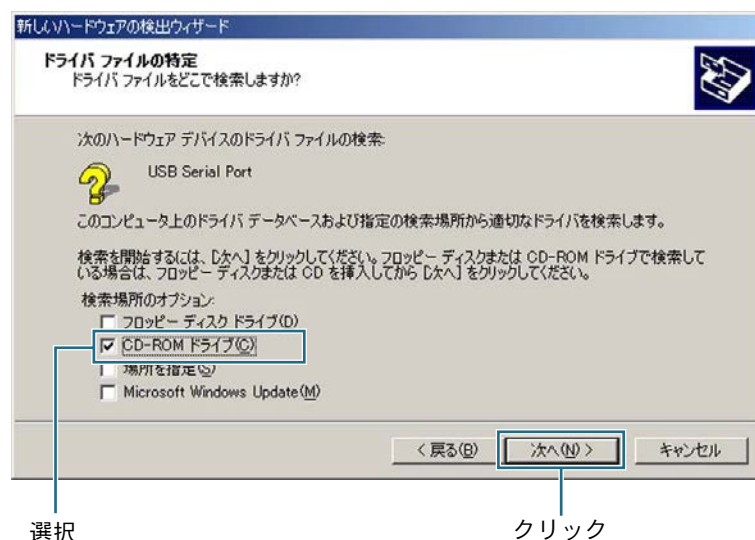 新しいハードウェアの検出ウィザード
ドライバ ファイルの特定
ドライバ ファイルをどこで検索しますか?
次のハードウェア デバイスのドライバ ファイルの検索:
USB Serial Port
このコンピュータ上のドライバ データベースおよび指定の検索場所から適切なドライバを検索します。
検索を開始するには、[次へ] をクリックしてください。フロッピー ディスクまたは CD-ROM ドライブで検索して
いる場合は、フロッピー ディスクまたは CD を挿入してから [次へ] をクリックしてください。
検索場所のオプション:
フロッピー ディスク ドライブ(D)
CD-ROM ドライブ(C)
場所を指定(S)
Microsoft Windows Update(M)
< 戻る(B) 次へ(N) > キャンセル
選択 クリック